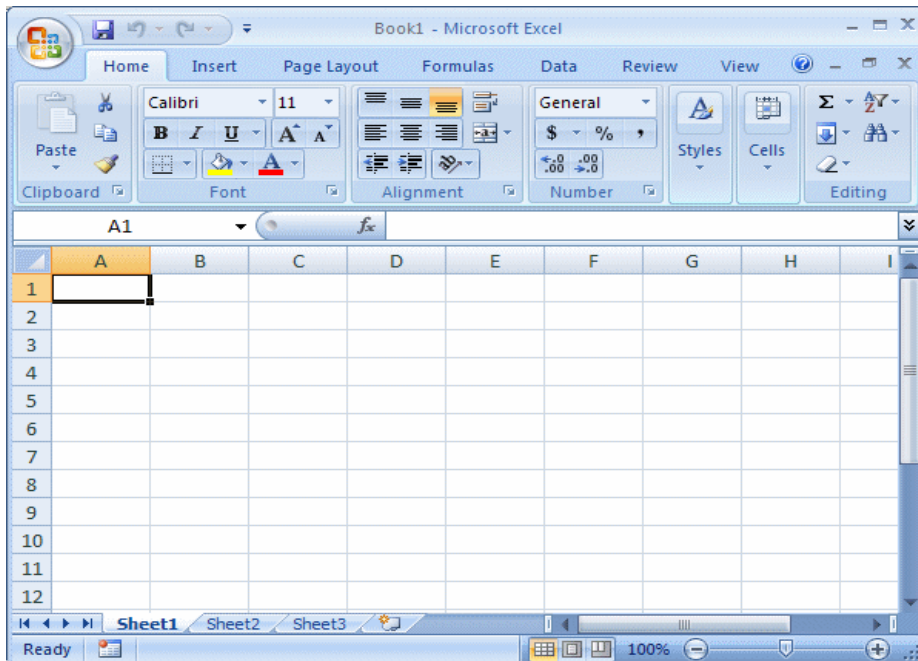 Book1 - Microsoft Excel
Home Insert Page Layout Formulas Data Review View
Calibri 11 General
B I U A A $ % ,
Paste Styles Cells
Clipboard Font Alignment Number Editing
A1 fx
A B C D E F G H I
1
2
3
4
5
6
7
8
9
10
11
12
Sheet1 Sheet2 Sheet3
Ready 100%